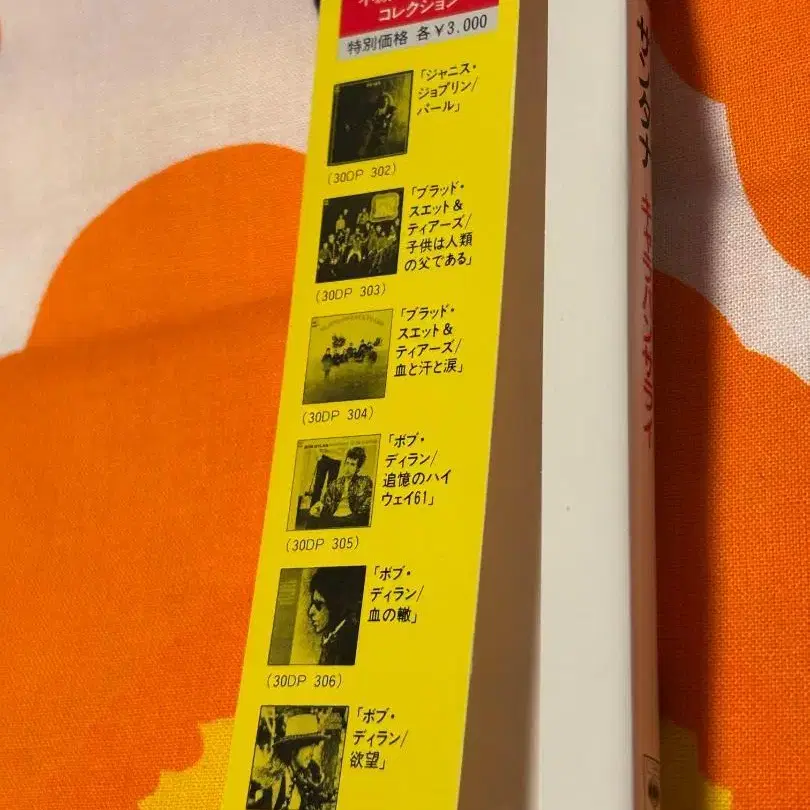 コレクション
特別価格 各¥3,000
「ジャニス・
ジョプリン/
パール」
(30DP 302)
「ブラッド・
スエット&
ティアーズ/
子供は人類
の父である」
(30DP 303)
「ブラッド・
スエット&
ティアーズ/
血と汗と涙」
(30DP 304)
「ボブ・
ディラン/
追憶のハイ
ウェイ61」
(30DP 305)
「ボブ・
ディラン/
血の轍」
(30DP 306)
「ボブ・
ディラン/
欲望」